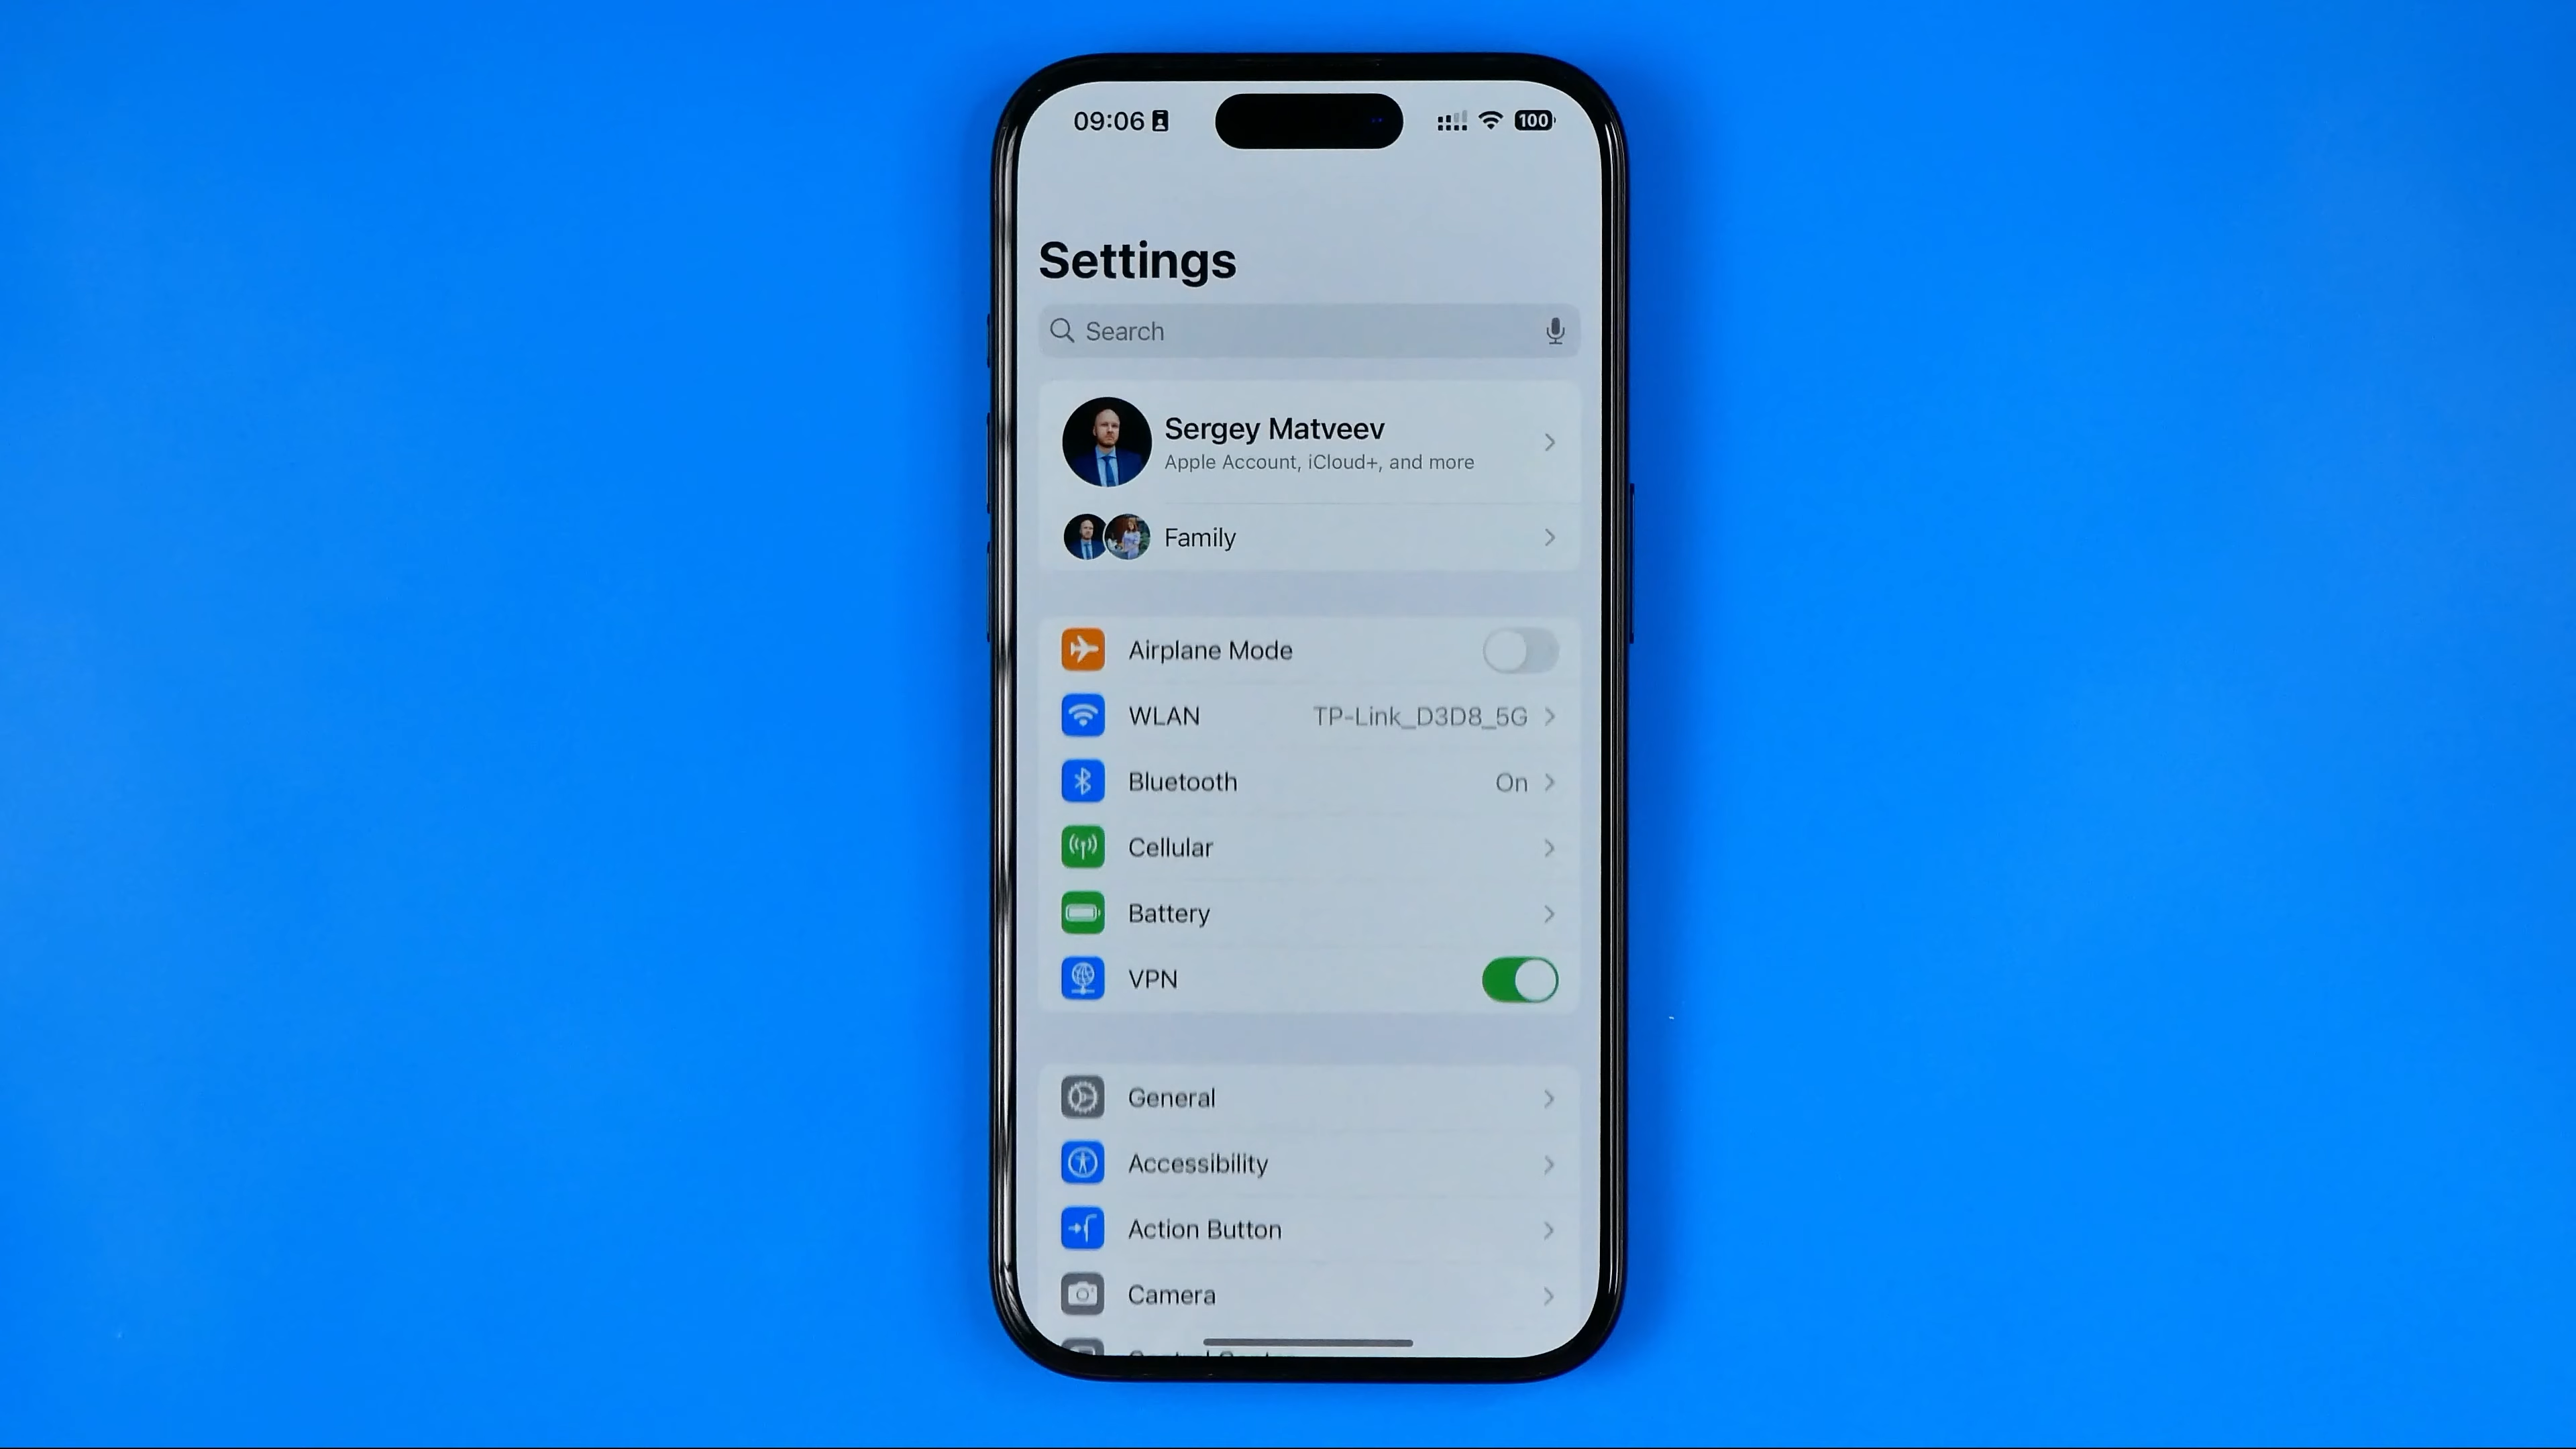 09:06
100
Settings
Search
Sergey Matveev
Apple Account, iCloud+, and more
Family
Airplane Mode
WLAN TP-Link_D3D8_5G
Bluetooth On
Cellular
Battery
VPN
General
Accessibility
Action Button
Camera